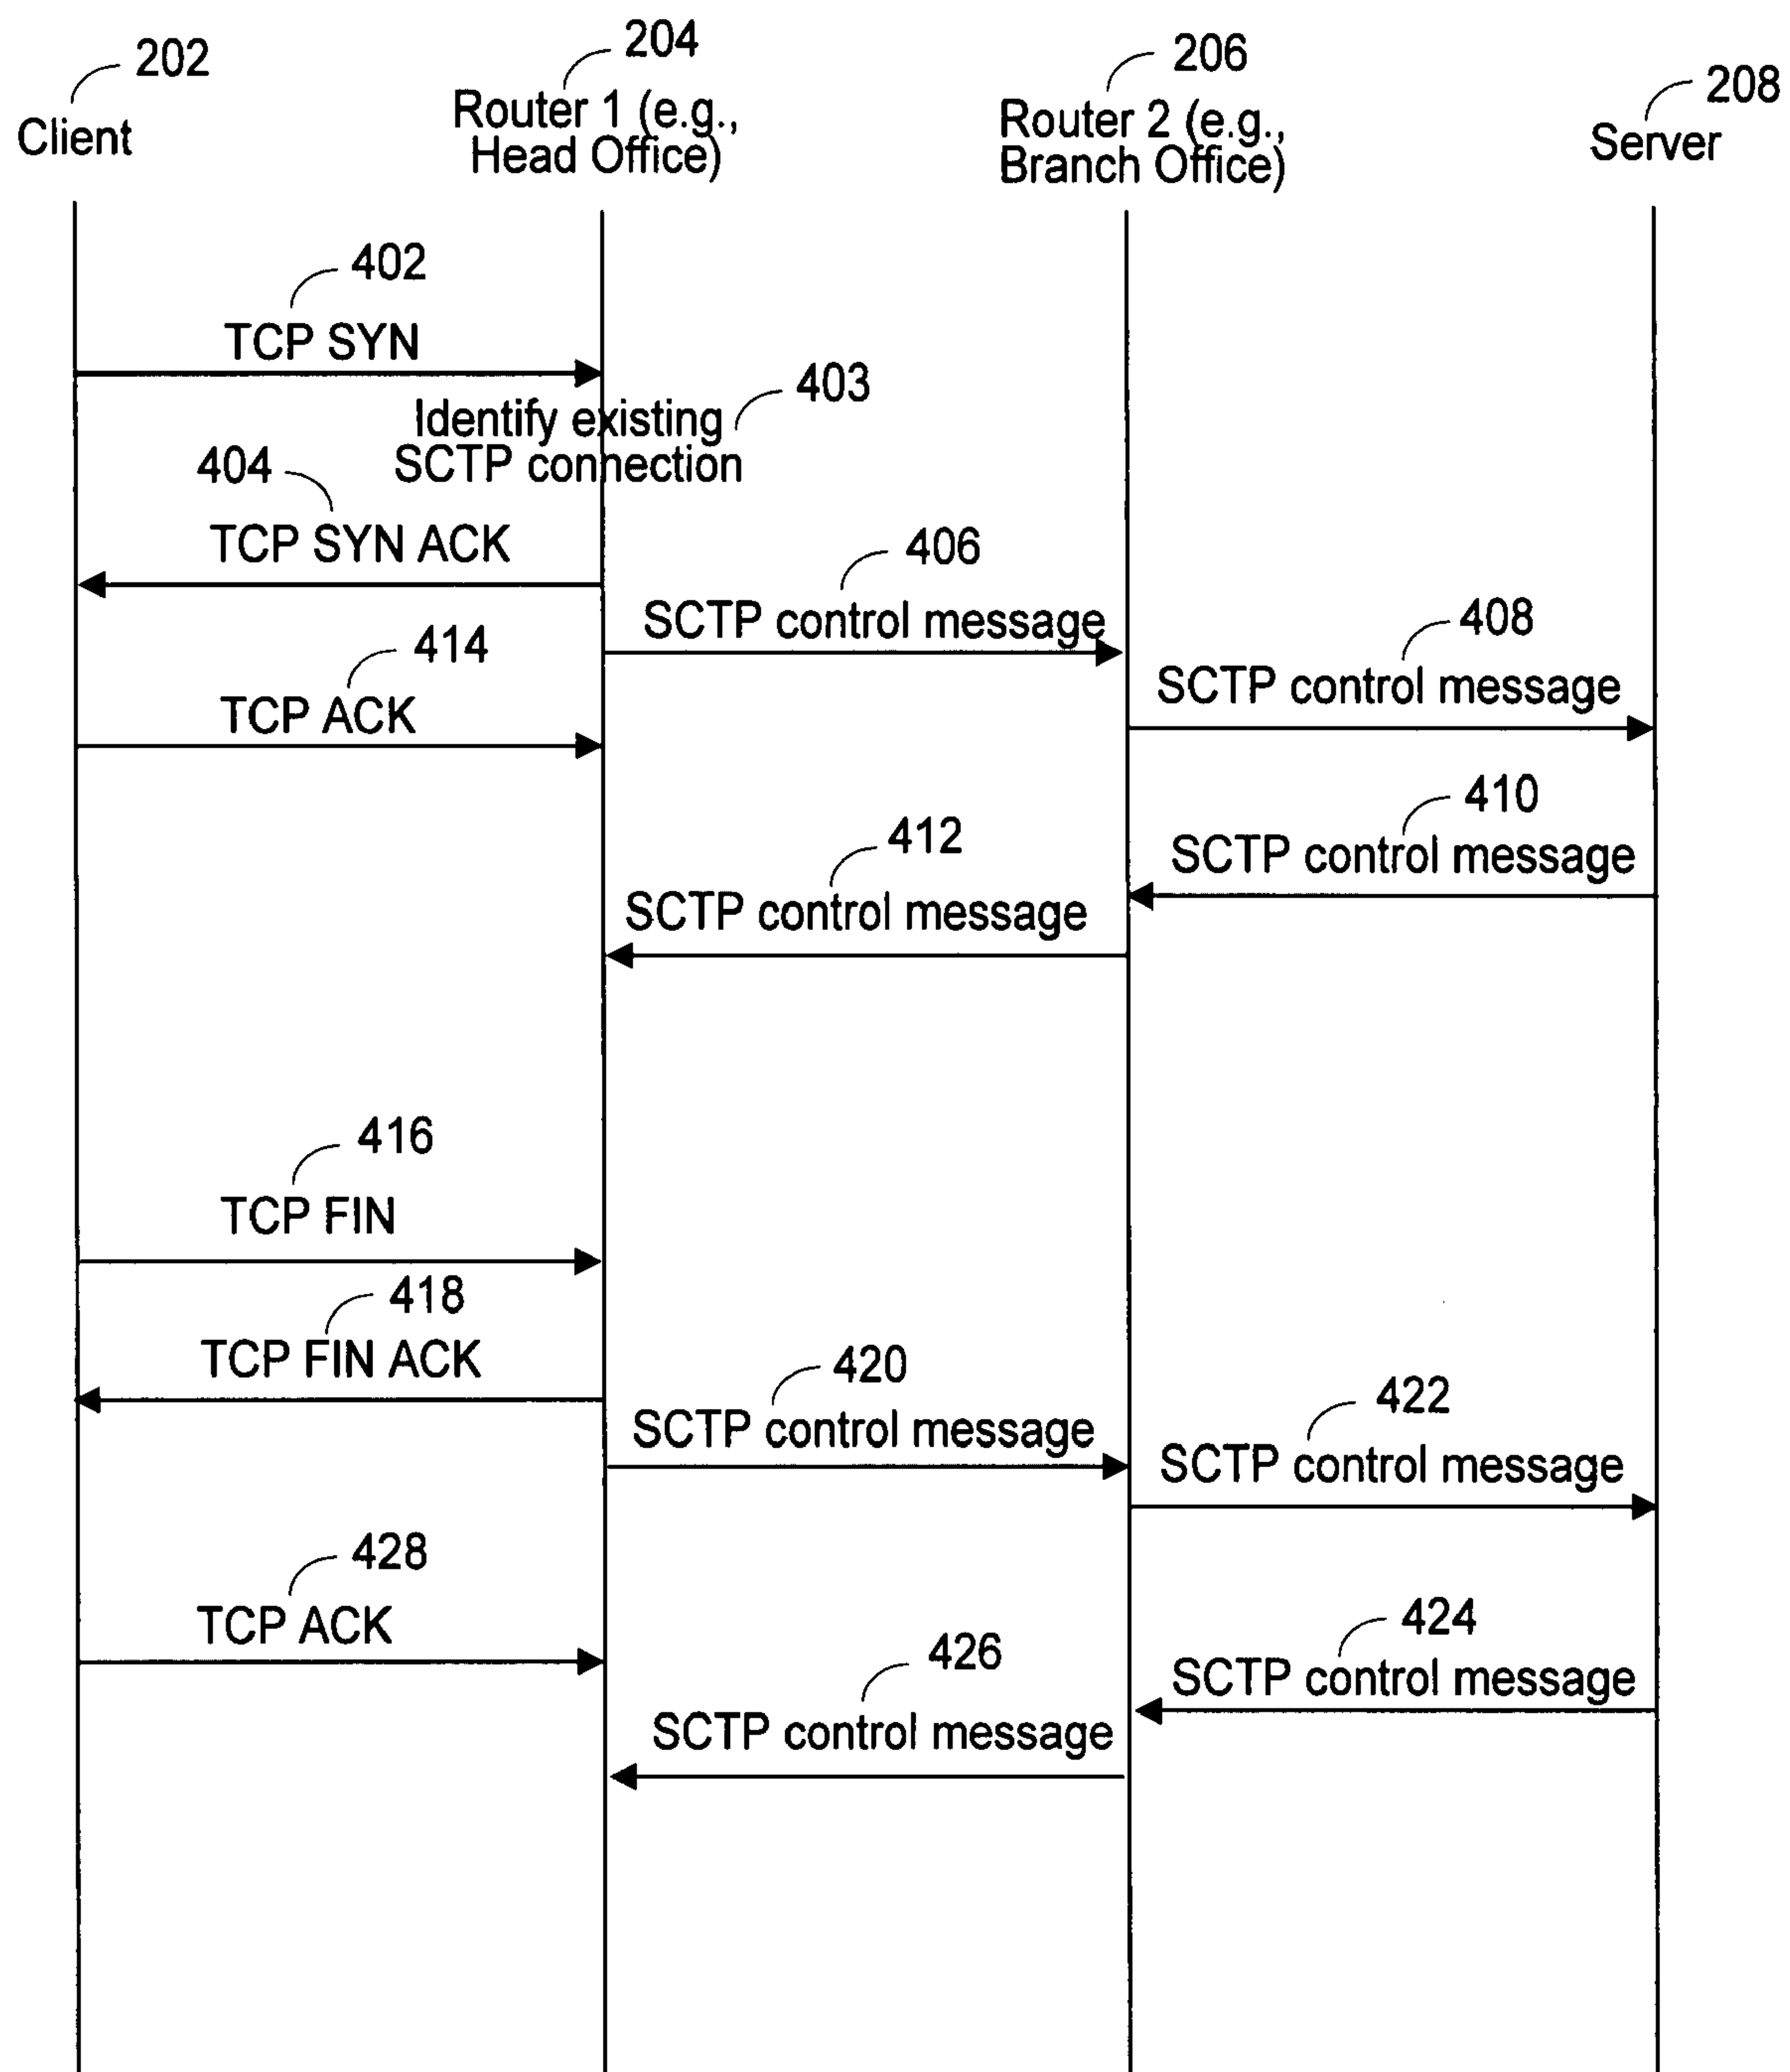 202
Client
204
Router 1 (e.g.,
Head Office)
206
Router 2 (e.g.,
Branch Office)
208
Server
402
TCP SYN
403
Identify existing
SCTP connection
404
TCP SYN ACK
406
SCTP control message
408
SCTP control message
414
TCP ACK
410
SCTP control message
412
SCTP control message
416
TCP FIN
418
TCP FIN ACK
420
SCTP control message
422
SCTP control message
428
TCP ACK
424
SCTP control message
426
SCTP control message